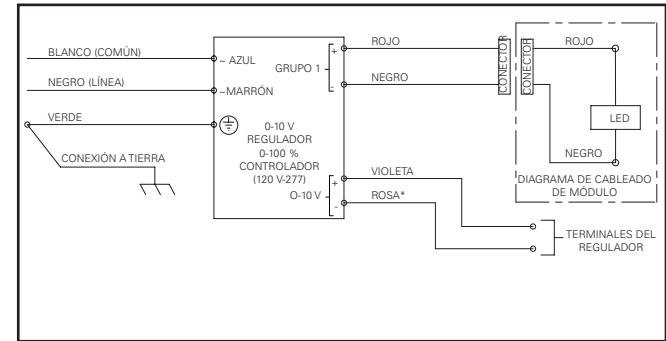 BLANCO (COMÚN)
NEGRO (LÍNEA)
VERDE
CONEXIÓN A TIERRA
~ AZUL
~MARRÓN
GRUPO 1
+
-
0-10 V
REGULADOR
0-100 %
CONTROLADOR
(120 V-277)
O-10 V
+
-
ROJO
NEGRO
VIOLETA
ROSA*
CONECTOR
CONECTOR
ROJO
LED
NEGRO
DIAGRAMA DE CABLEADO
DE MÓDULO
TERMINALES DEL
REGULADOR